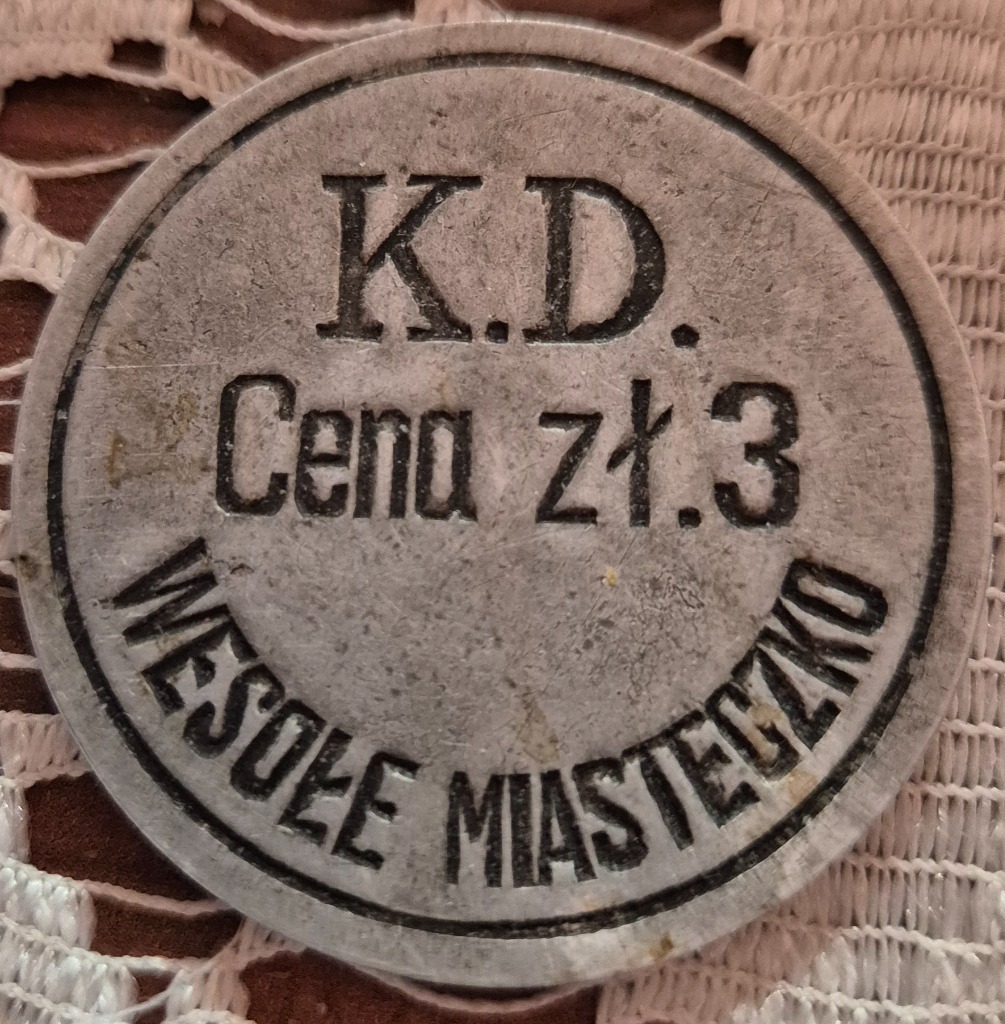 K.D.
Cena zł.3
WESOŁE MIASTECZKO